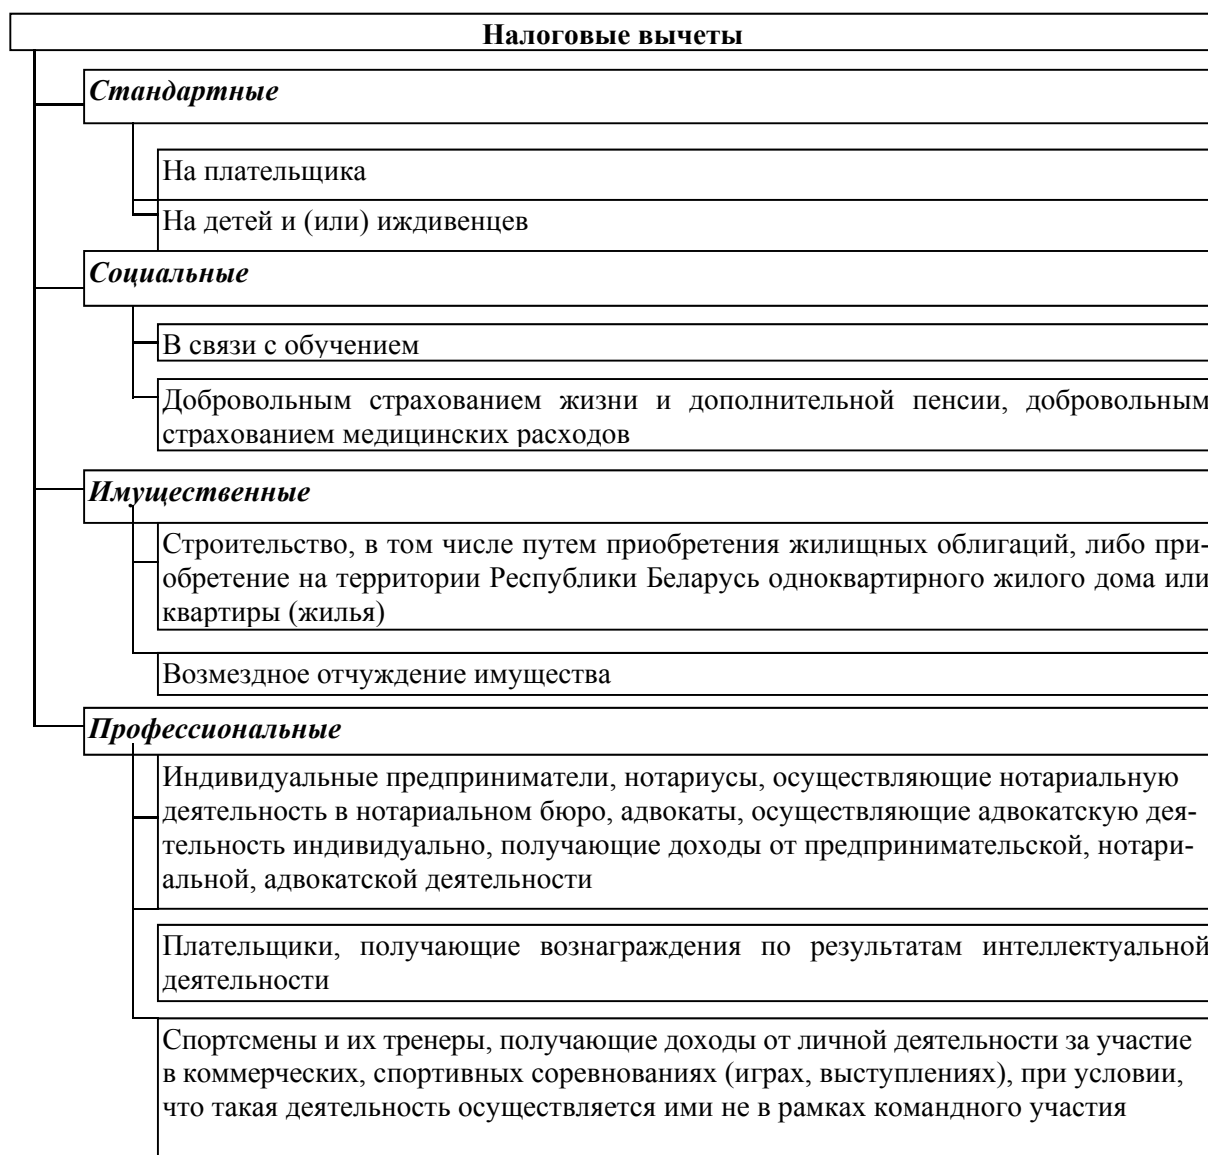 Налоговые вычеты
Стандартные
На плательщика
На детей и (или) иждивенцев
Социальные
В связи с обучением
Добровольным страхованием жизни и дополнительной пенсии, добровольным
страхованием медицинских расходов
Имущественные
Строительство, в том числе путем приобретения жилищных облигаций, либо при-
обретение на территории Республики Беларусь одноквартирного жилого дома или
квартиры (жилья)
Возмездное отчуждение имущества
Профессиональные
Индивидуальные предприниматели, нотариусы, осуществляющие нотариальную
деятельность в нотариальном бюро, адвокаты, осуществляющие адвокатскую дея-
тельность индивидуально, получающие доходы от предпринимательской, нотари-
альной, адвокатской деятельности
Плательщики, получающие вознаграждения по результатам интеллектуальной
деятельности
Спортсмены и их тренеры, получающие доходы от личной деятельности за участие
в коммерческих, спортивных соревнованиях (играх, выступлениях), при условии,
что такая деятельность осуществляется ими не в рамках командного участия